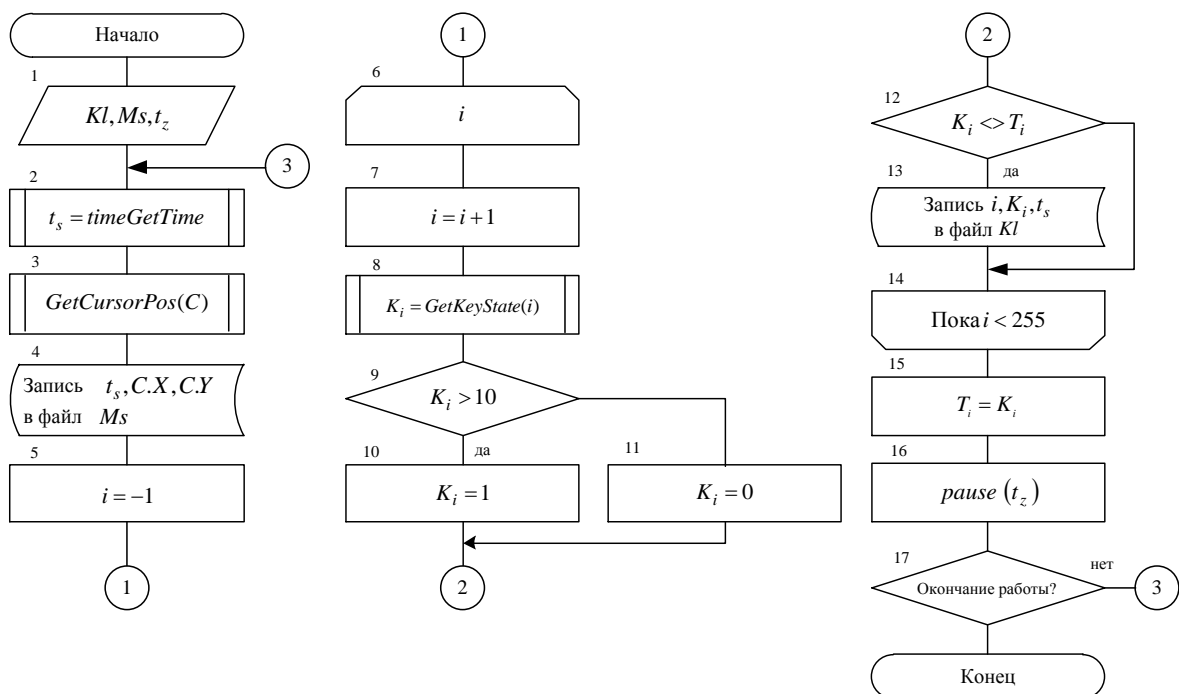 Начало
1
Kl, Ms, t_z
3
2
t_s = timeGetTime
3
GetCursorPos(C)
4
Запись t_s, C.X, C.Y
в файл Ms
5
i = −1
1
1
6
i
7
i = i + 1
8
K_i = GetKeyState(i)
9
K_i > 10
10
да
K_i = 1
11
K_i = 0
2
2
12
K_i <> T_i
да
13
Запись i, K_i, t_s
в файл Kl
14
Пока i < 255
15
T_i = K_i
16
pause (t_z)
17
Окончание работы?
нет
3
Конец